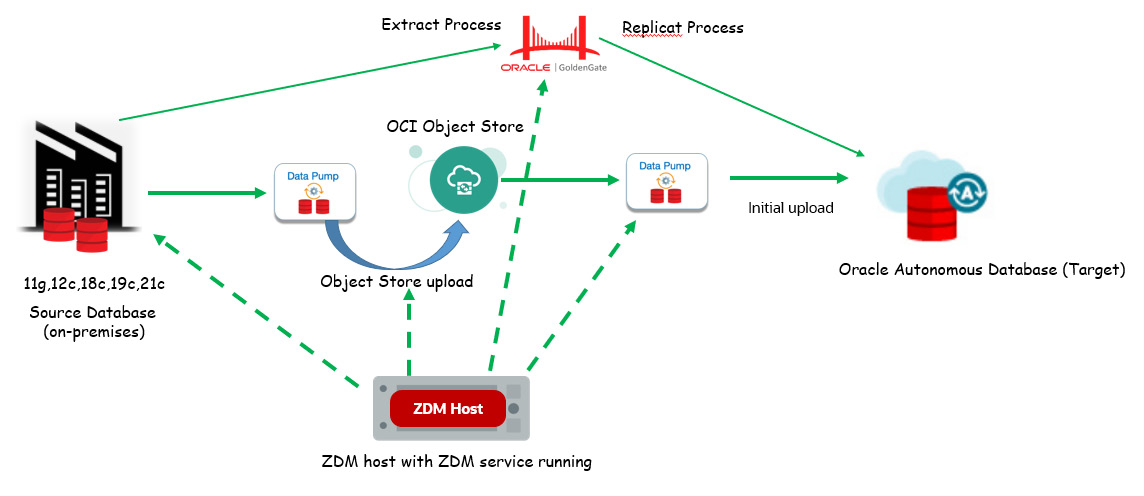 Extract Process
Replicat Process
ORACLE | GoldenGate
OCI Object Store
Data Pump
Data Pump
Initial upload
A
Object Store upload
Oracle Autonomous Database (Target)
11g,12c,18c,19c,21c
Source Database
(on-premises)
ZDM Host
ZDM host with ZDM service running